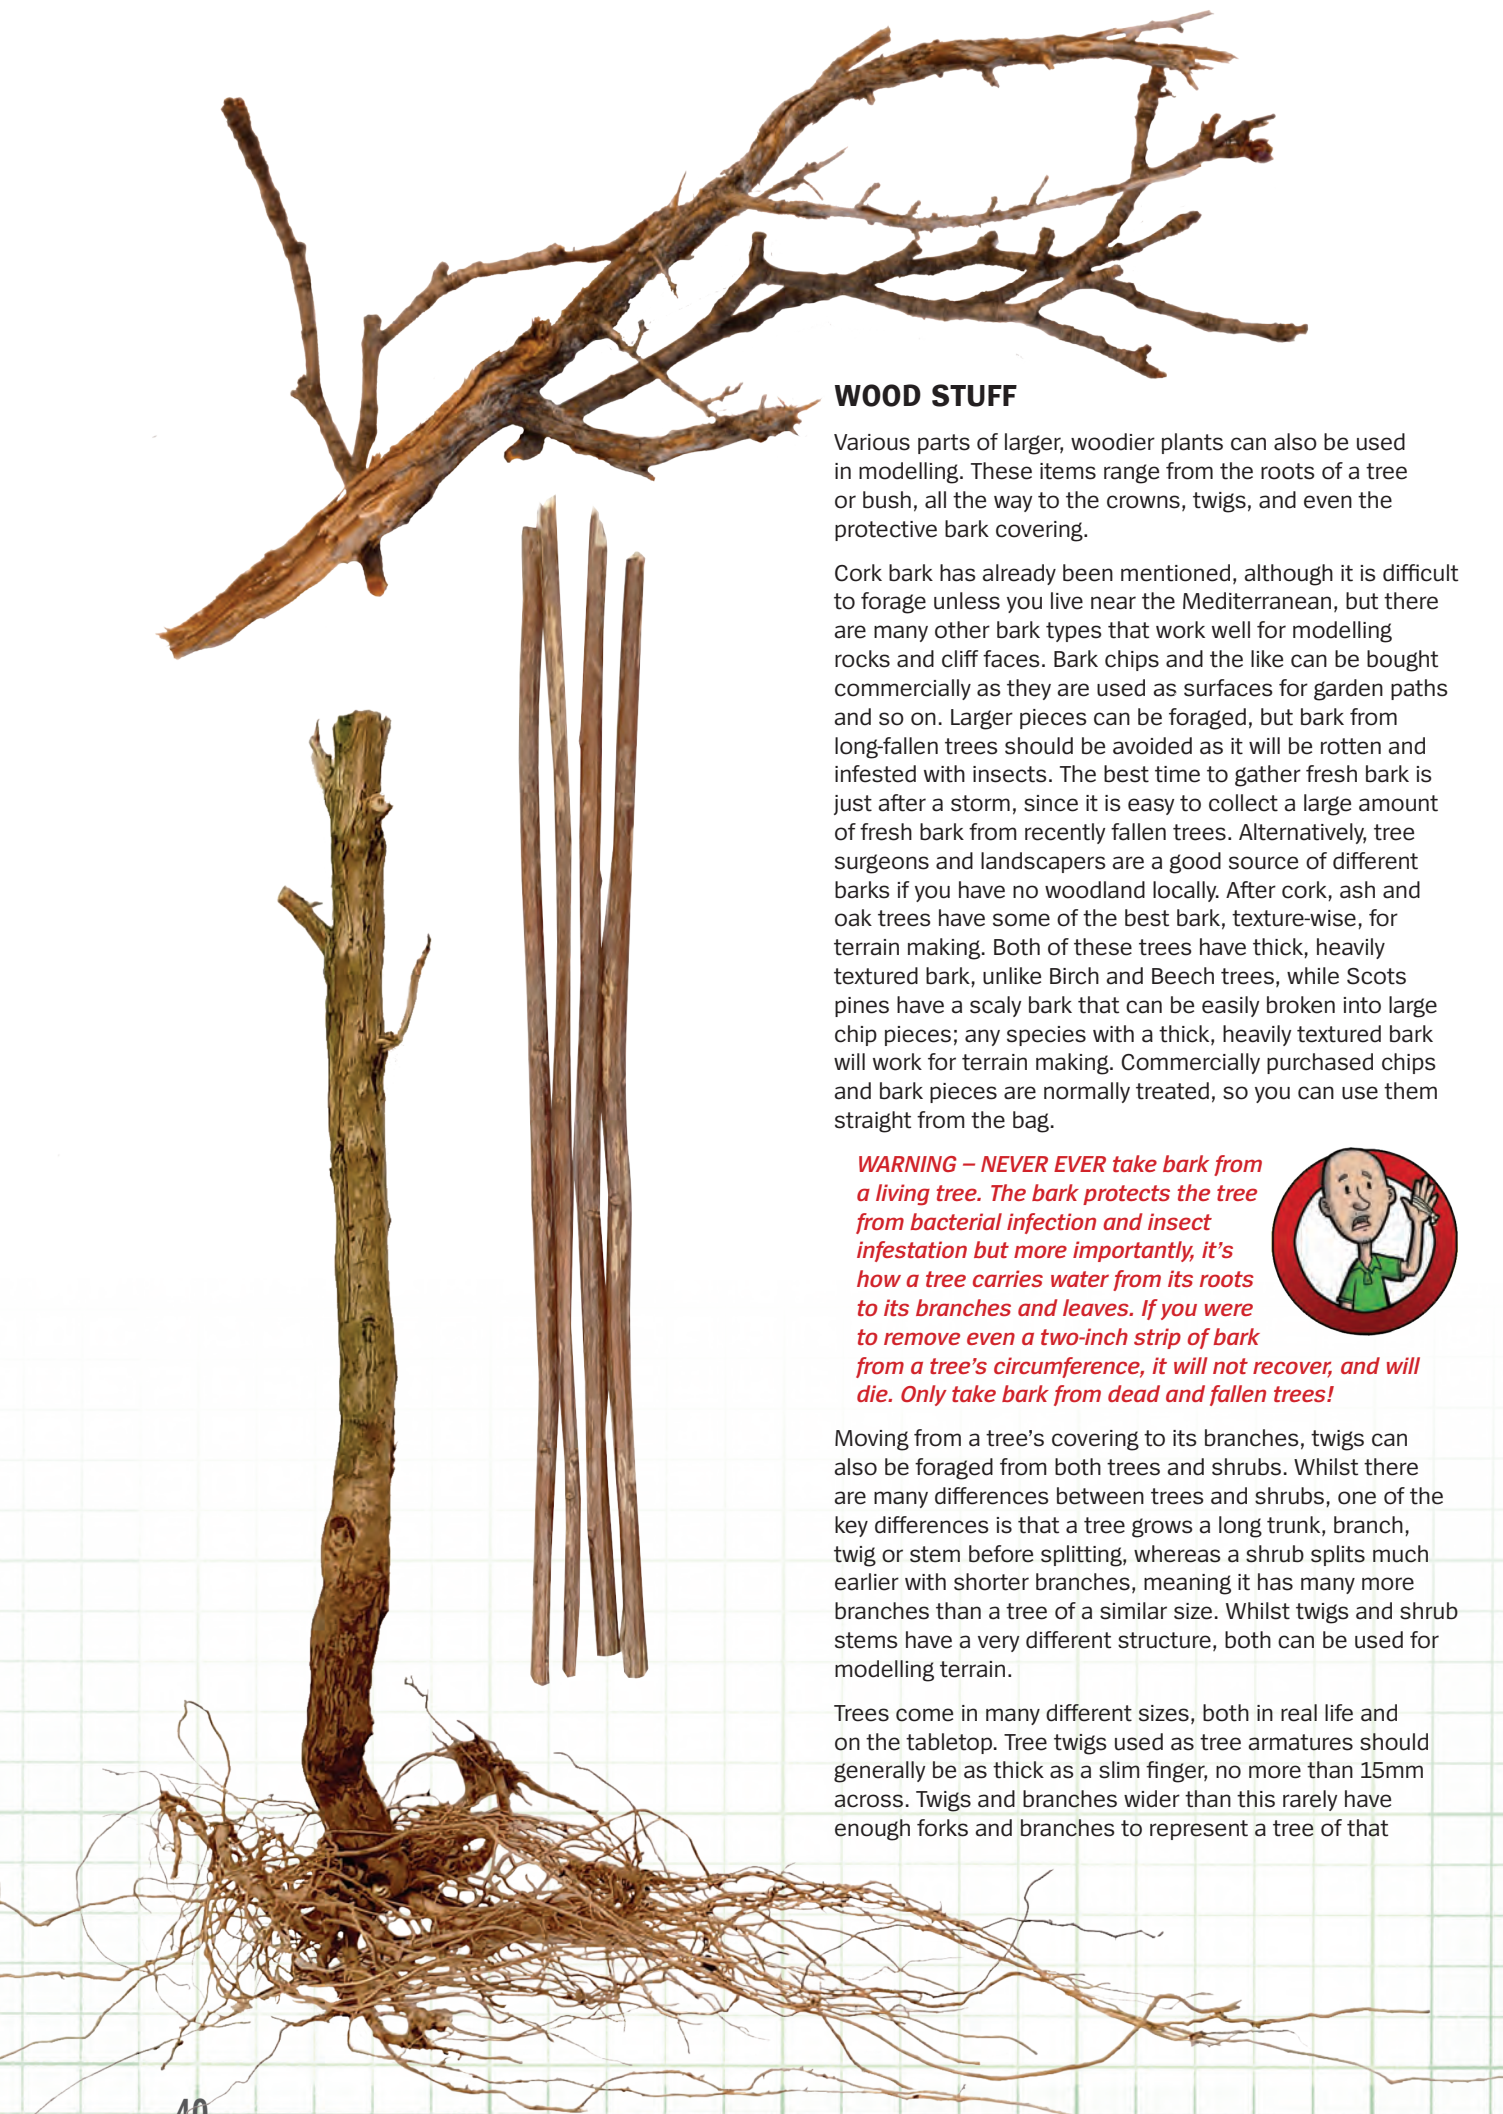 WOOD STUFF
Various parts of larger, woodier plants can also be used
in modelling. These items range from the roots of a tree
or bush, all the way to the crowns, twigs, and even the
protective bark covering.
Cork bark has already been mentioned, although it is difficult
to forage unless you live near the Mediterranean, but there
are many other bark types that work well for modelling
rocks and cliff faces. Bark chips and the like can be bought
commercially as they are used as surfaces for garden paths
and so on. Larger pieces can be foraged, but bark from
long-fallen trees should be avoided as it will be rotten and
infested with insects. The best time to gather fresh bark is
just after a storm, since it is easy to collect a large amount
of fresh bark from recently fallen trees. Alternatively, tree
surgeons and landscapers are a good source of different
barks if you have no woodland locally. After cork, ash and
oak trees have some of the best bark, texture-wise, for
terrain making. Both of these trees have thick, heavily
textured bark, unlike Birch and Beech trees, while Scots
pines have a scaly bark that can be easily broken into large
chip pieces; any species with a thick, heavily textured bark
will work for terrain making. Commercially purchased chips
and bark pieces are normally treated, so you can use them
straight from the bag.
WARNING – NEVER EVER take bark from
a living tree. The bark protects the tree
from bacterial infection and insect
infestation but more importantly, it's
how a tree carries water from its roots
to its branches and leaves. If you were
to remove even a two-inch strip of bark
from a tree's circumference, it will not recover, and will
die. Only take bark from dead and fallen trees!
Moving from a tree's covering to its branches, twigs can
also be foraged from both trees and shrubs. Whilst there
are many differences between trees and shrubs, one of the
key differences is that a tree grows a long trunk, branch,
twig or stem before splitting, whereas a shrub splits much
earlier with shorter branches, meaning it has many more
branches than a tree of a similar size. Whilst twigs and shrub
stems have a very different structure, both can be used for
modelling terrain.
Trees come in many different sizes, both in real life and
on the tabletop. Tree twigs used as tree armatures should
generally be as thick as a slim finger, no more than 15mm
across. Twigs and branches wider than this rarely have
enough forks and branches to represent a tree of that